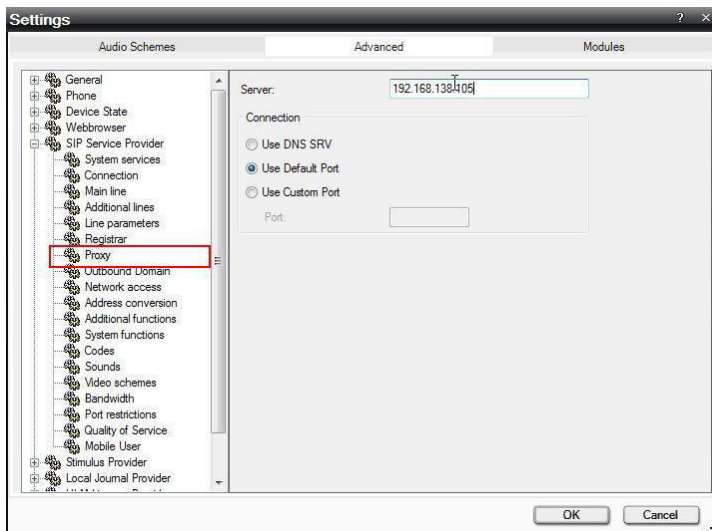 Settings
? ×
Audio Schemes
Advanced
Modules
General
Phone
Device State
Webbrowser
SIP Service Provider
System services
Connection
Main line
Additional lines
Line parameters
Registrar
Proxy
Outbound Domain
Network access
Address conversion
Additional functions
System functions
Codes
Sounds
Video schemes
Bandwidth
Port restrictions
Quality of Service
Mobile User
Stimulus Provider
Local Journal Provider
Server:
192.168.138.105
Connection
Use DNS SRV
Use Default Port
Use Custom Port
Port:
OK
Cancel